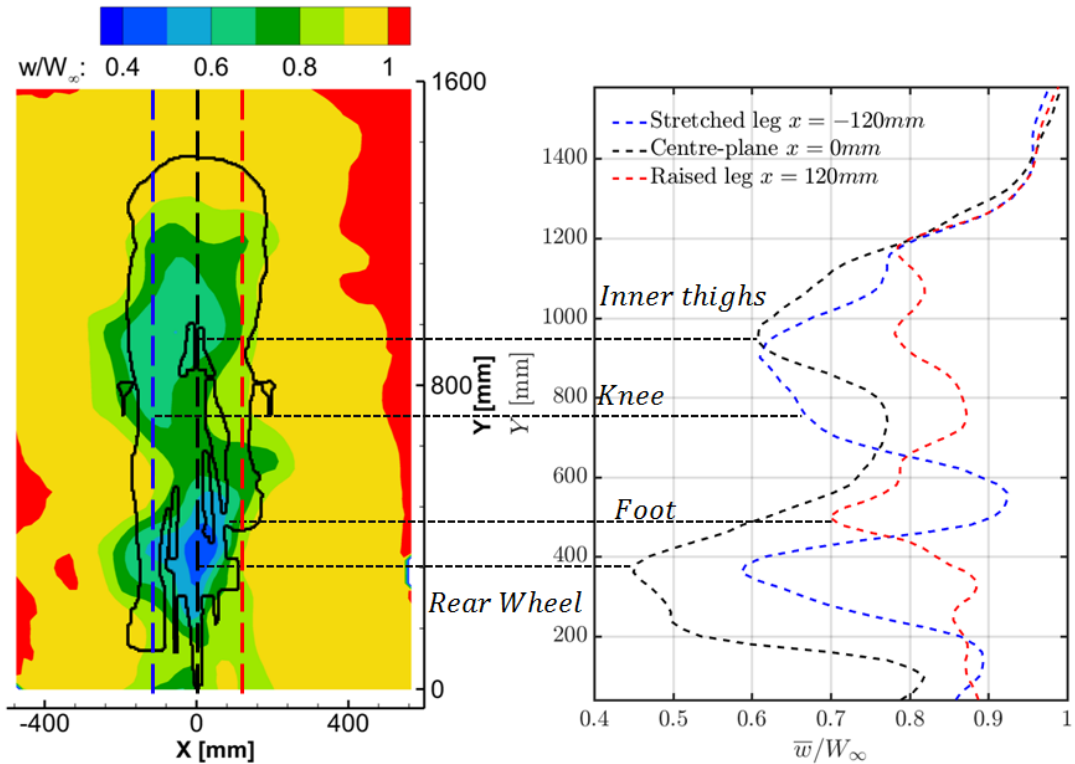 w/W∞: 0.4 0.6 0.8 1
1600
800
0
Y [mm]
-400 0 400
X [mm]
Y [mm]
Stretched leg x = −120mm
Centre-plane x = 0mm
Raised leg x = 120mm
1400
1200
1000
800
600
400
200
Inner thighs
Knee
Foot
Rear Wheel
0.4 0.5 0.6 0.7 0.8 0.9 1
w̅/W∞